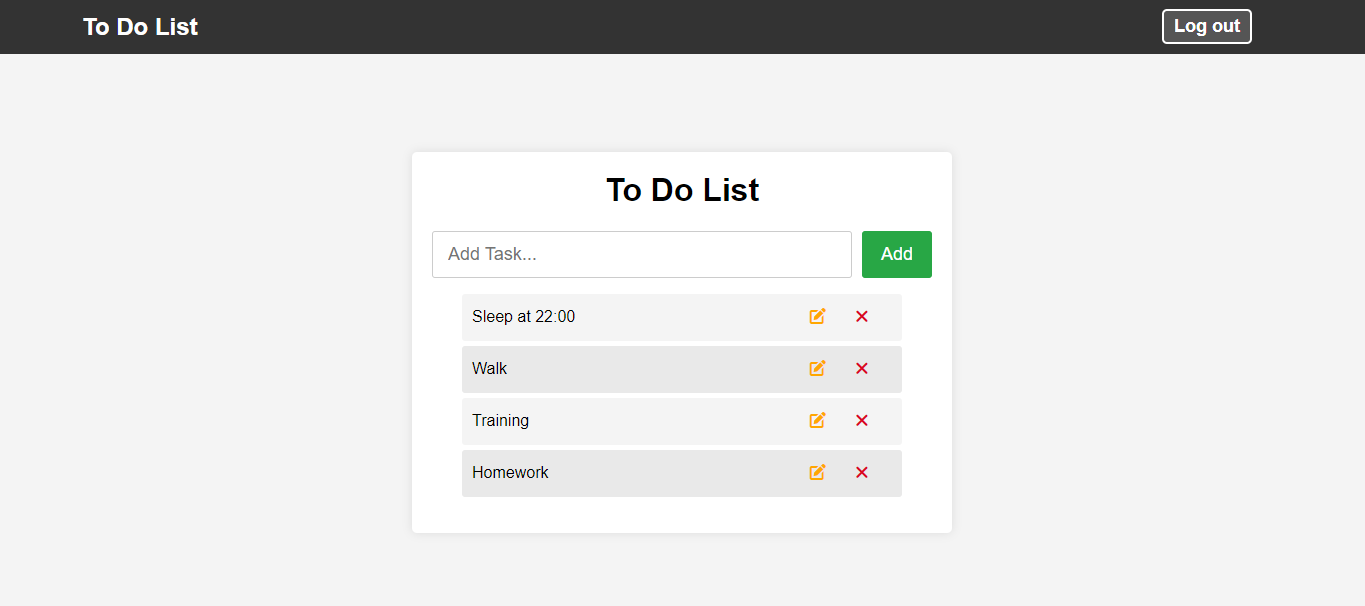 To Do List
Log out
To Do List
Add Task...
Add
Sleep at 22:00
Walk
Training
Homework